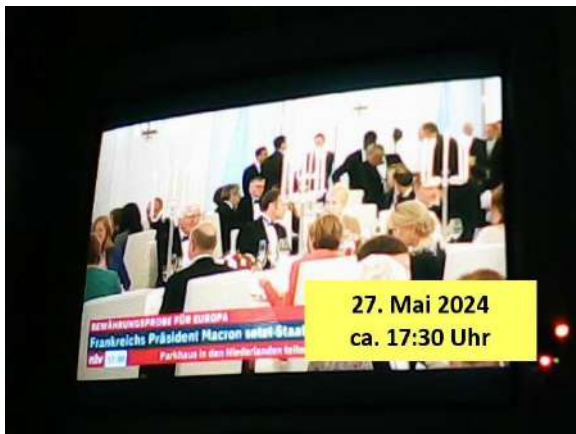 BEWÄHRUNGSPROBE FÜR EUROPA
Frankreichs Präsident Macron setzt Staat
ntv
Parkhaus in den Niederlanden
27. Mai 2024
ca. 17:30 Uhr